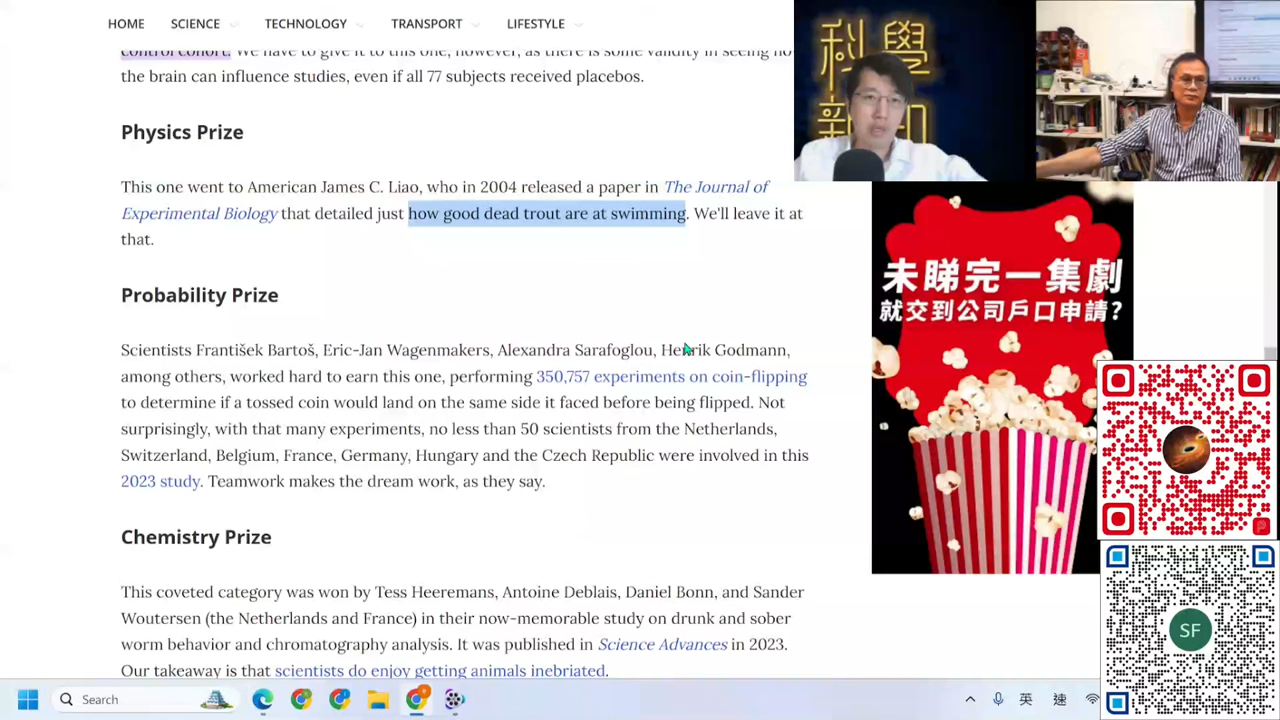 HOME
SCIENCE
TECHNOLOGY
TRANSPORT
LIFESTYLE
control cohort. We have to give it to this one, however as there is some validity in seeing how
the brain can influence studies, even if all 77 subjects received placebos.
Physics Prize
This one went to American James C. Liao, who in 2004 released a paper in The Journal of
Experimental Biology that detailed just how good dead trout are at swimming. We'll leave it at
that.
Probability Prize
Scientists František Bartoš, Eric-Jan Wagenmakers, Alexandra Sarafoglou, Henrik Godmann,
among others, worked hard to earn this one, performing 350,757 experiments on coin-flipping
to determine if a tossed coin would land on the same side it faced before being flipped. Not
surprisingly, with that many experiments, no less than 50 scientists from the Netherlands,
Switzerland, Belgium, France, Germany, Hungary and the Czech Republic were involved in this
2023 study. Teamwork makes the dream work, as they say.
Chemistry Prize
This coveted category was won by Tess Heeremans, Antoine Deblais, Daniel Bonn, and Sander
Woutersen (the Netherlands and France) in their now-memorable study on drunk and sober
worm behavior and chromatography analysis. It was published in Science Advances in 2023.
Our takeaway is that scientists do enjoy getting animals inebriated.
科學
新知
未睇完一集劇
就交到公司戶口申請?
SF
Search
英
速